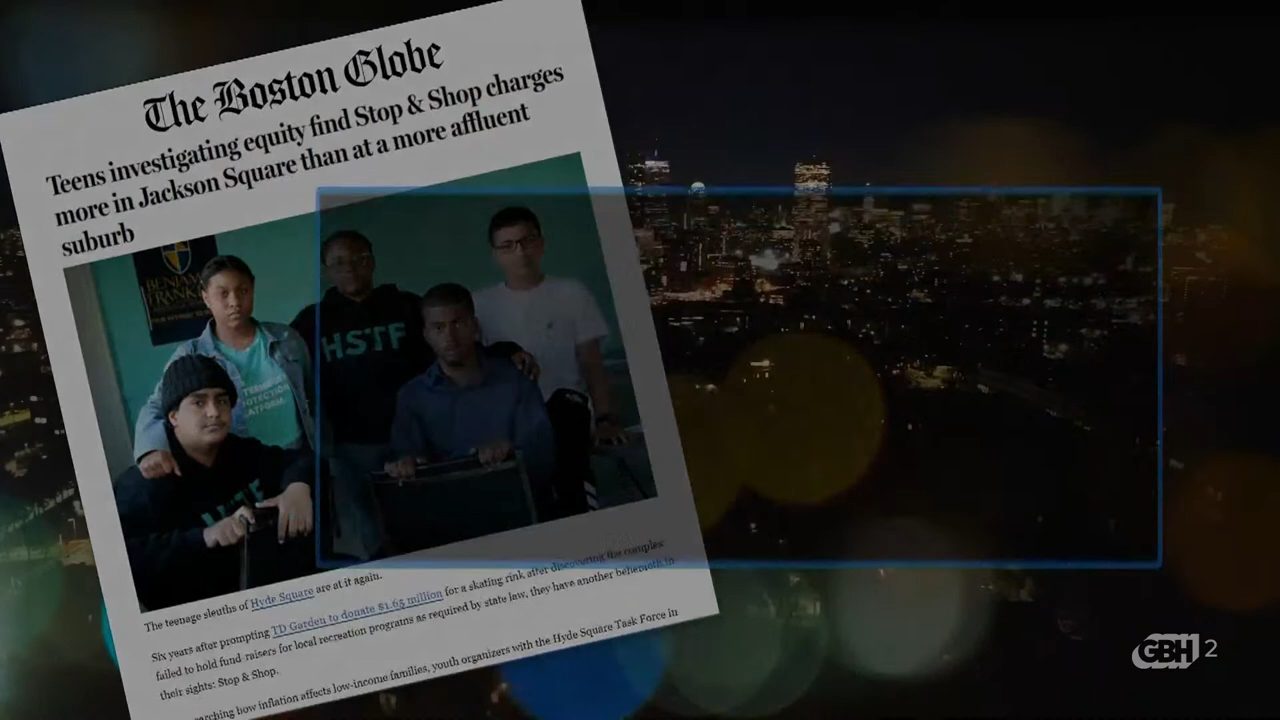 The Boston Globe
Teens investigating equity find Stop & Shop charges
more in Jackson Square than at a more affluent
suburb
HSTF
The teenage sleuths of Hyde Square are at it again.
Six years after prompting TD Garden to donate $1.65 million for a skating rink after discovering the complex
failed to hold fund-raisers for local recreation programs as required by state law, they have another behemoth in
their sights: Stop & Shop.
how inflation affects low-income families, youth organizers with the Hyde Square Task Force in
GBH 2